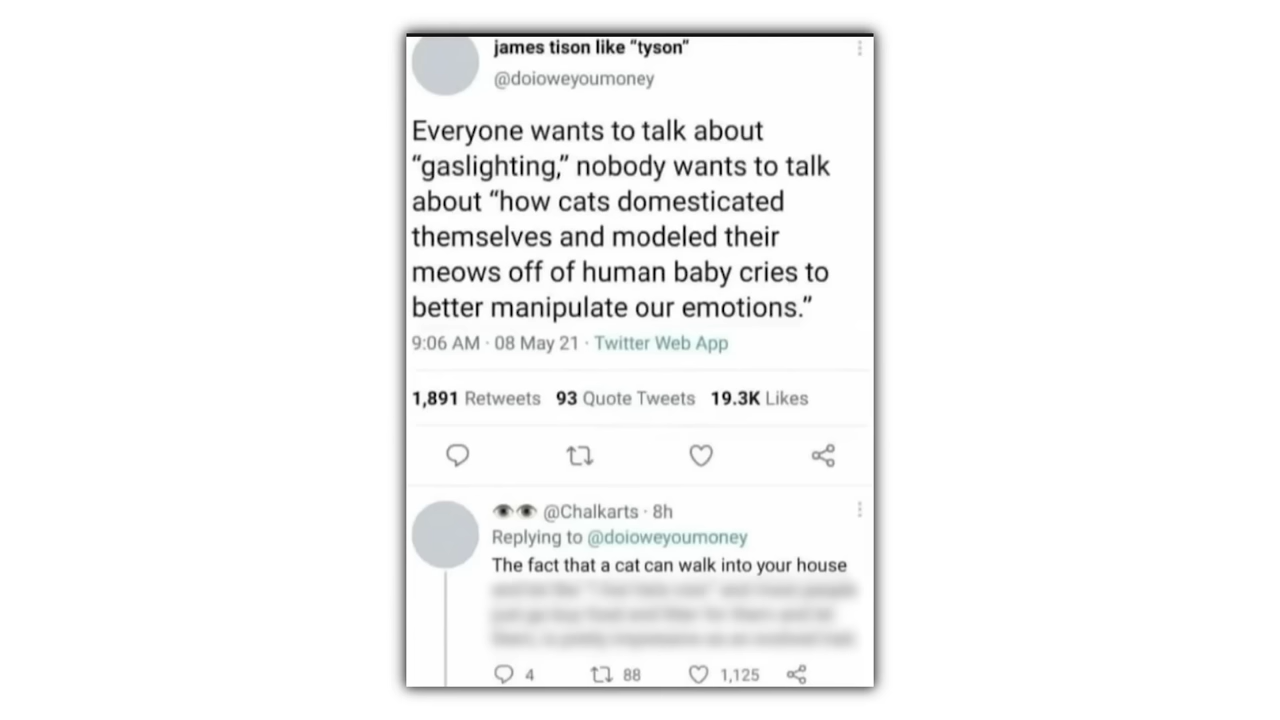 james tison like "tyson"
@doioweyoumoney
Everyone wants to talk about
“gaslighting,” nobody wants to talk
about “how cats domesticated
themselves and modeled their
meows off of human baby cries to
better manipulate our emotions.”
9:06 AM · 08 May 21 · Twitter Web App
1,891 Retweets 93 Quote Tweets 19.3K Likes
👁️👁️ @Chalkarts · 8h
Replying to @doioweyoumoney
The fact that a cat can walk into your house
4 88 1,125